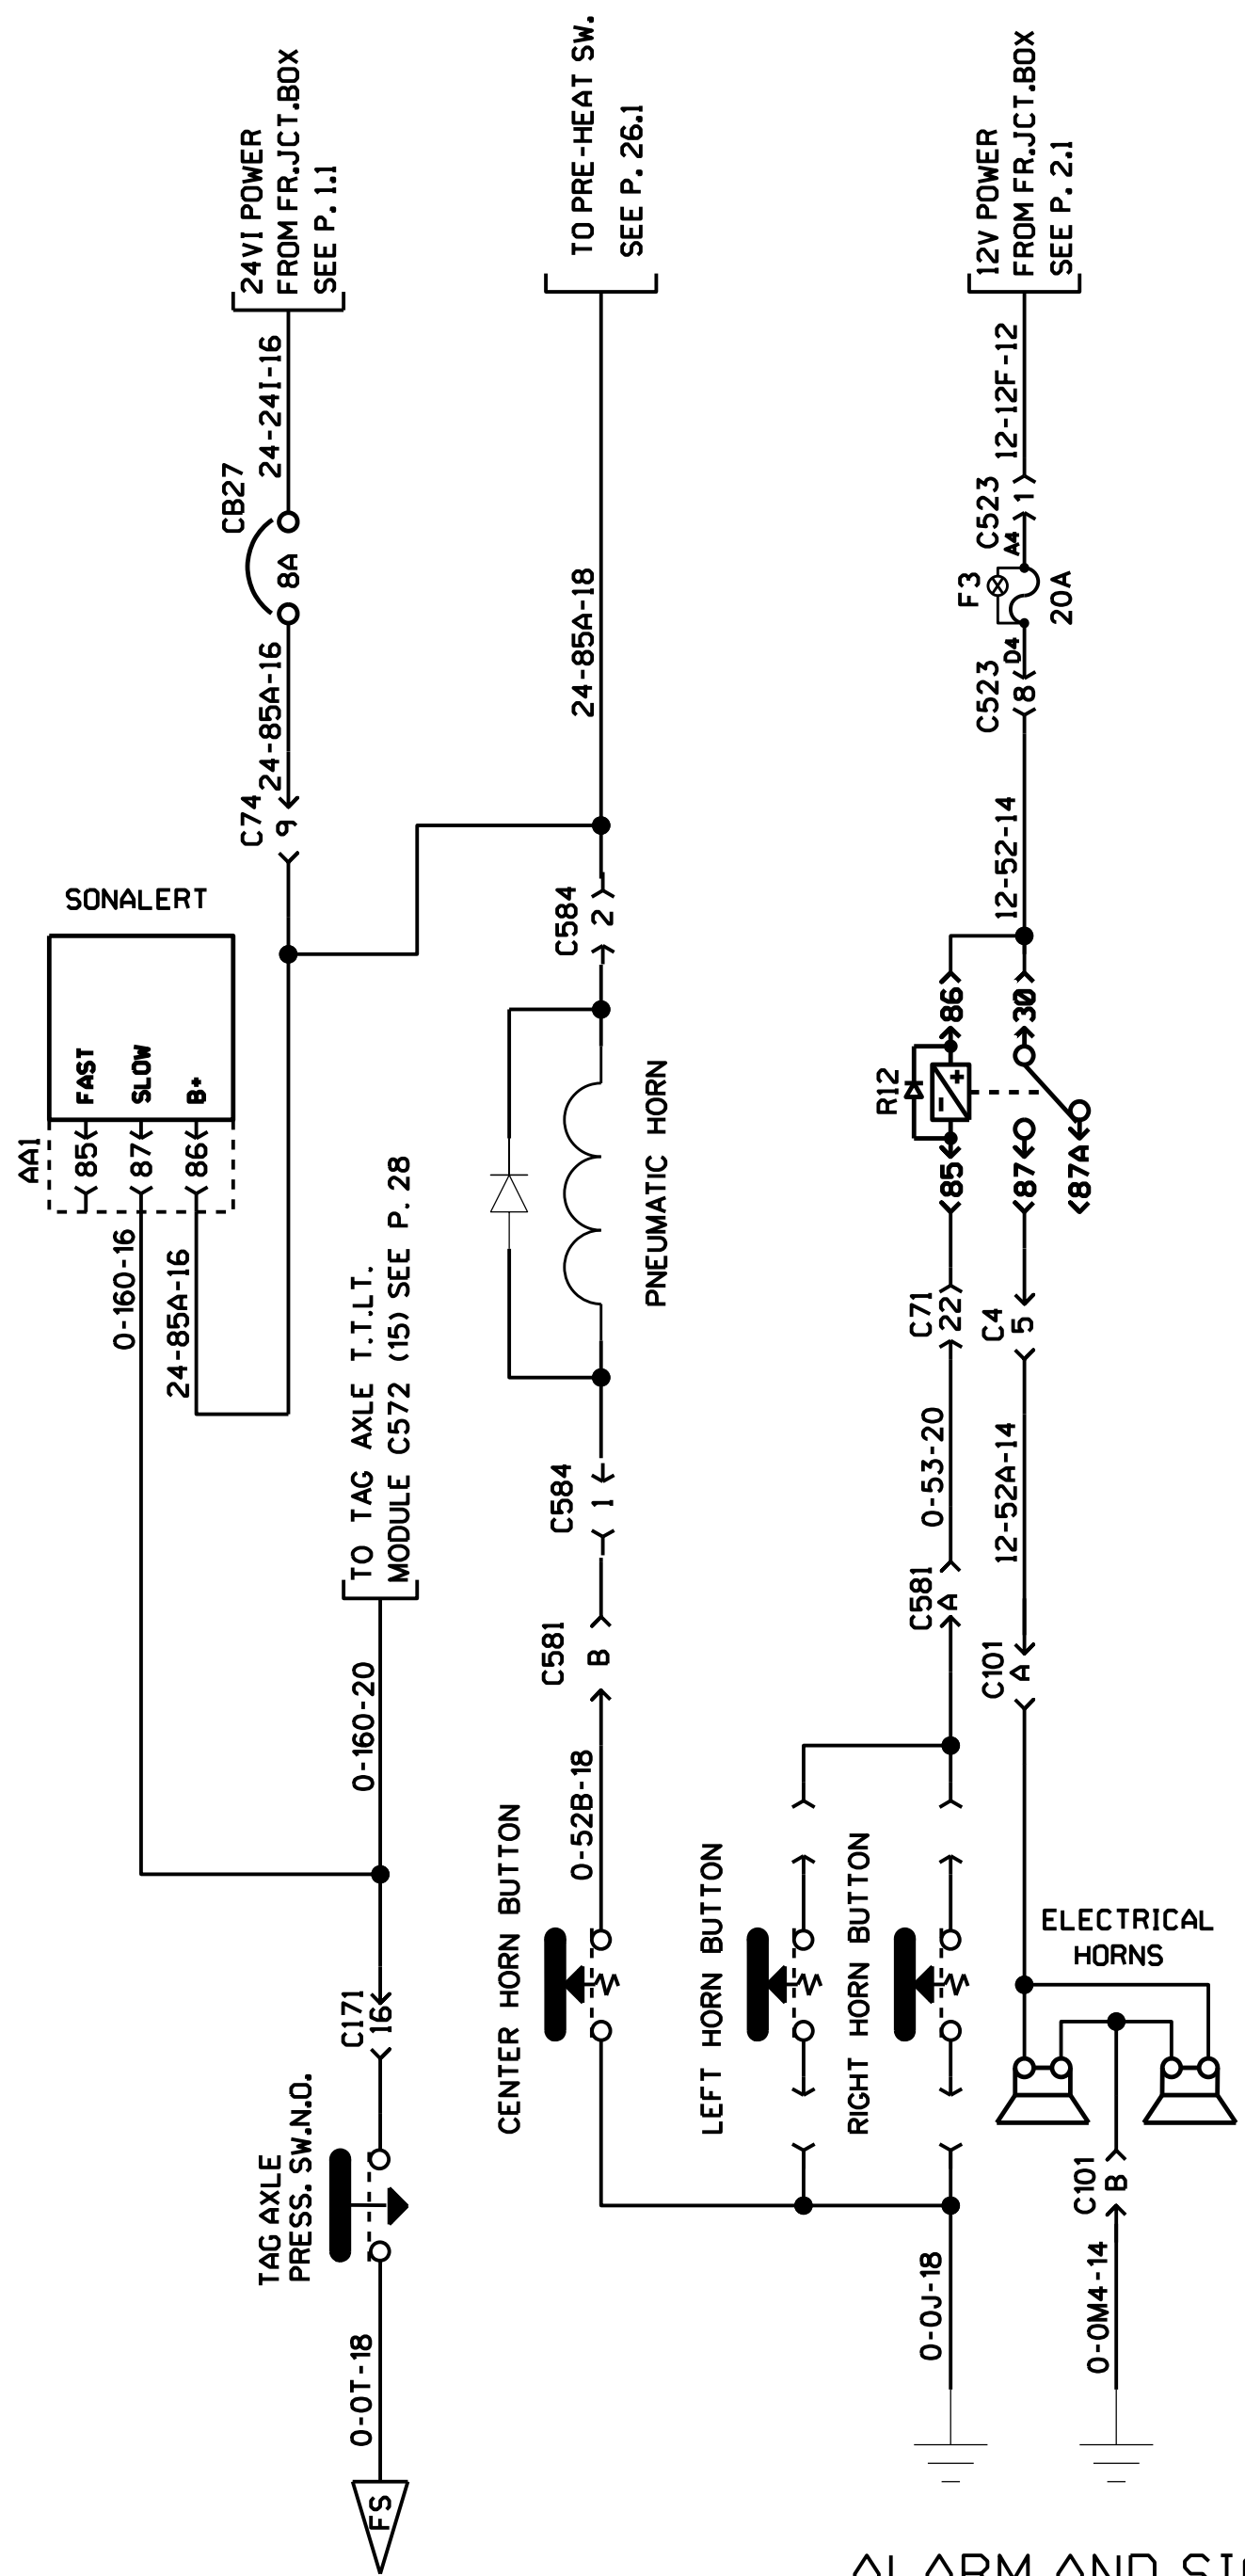 24VI POWER
FROM FR.JCT.BOX
SEE P. 1.1
24-24I-16
CB27
8A
24-85A-16
C74
9
SONALERT
FAST
SLOW
B+
AA1
85
87
86
0-160-16
24-85A-16
TO TAG AXLE T.T.LT.
MODULE C572 (15) SEE P. 28
0-160-20
C171
16
TAG AXLE
PRESS. SW.N.O.
0-0T-18
FS
TO PRE-HEAT SW.
SEE P. 26.1
24-85A-18
C584
2
PNEUMATIC HORN
C584
1
C581
B
0-52B-18
CENTER HORN BUTTON
LEFT HORN BUTTON
RIGHT HORN BUTTON
12V POWER
FROM FR.JCT.BOX
SEE P. 2.1
12-12F-12
C523
1
A4
F3
20A
D4
C523
8
12-52-14
86
30
R12
+
-
85
87
87A
C71
22
C4
5
0-53-20
12-52A-14
C581
A
C101
A
ELECTRICAL
HORNS
C101
B
0-0J-18
0-0M4-14
ALARM AND